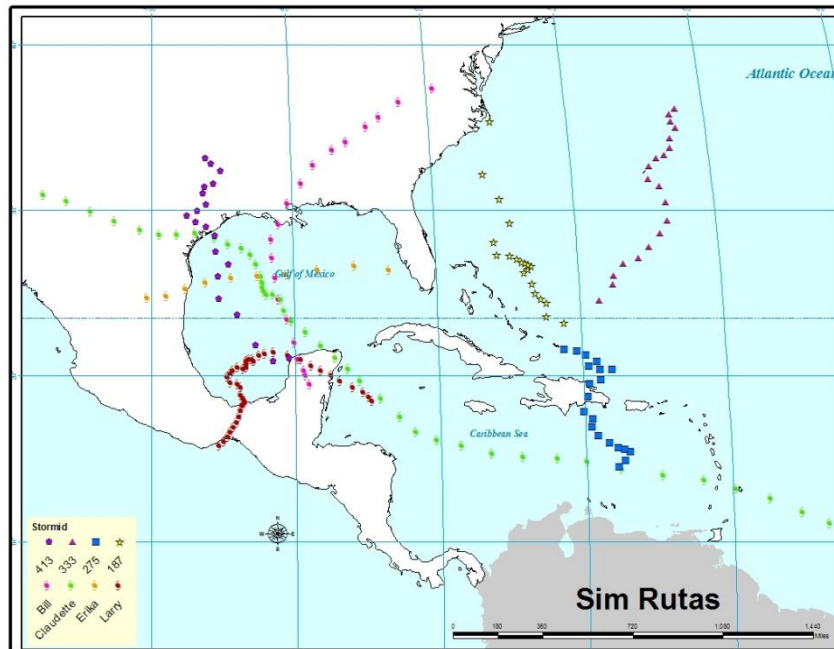 Atlantic Ocean
Gulf of Mexico
Caribbean Sea
Stormid
413
333
275
187
Bill
Claudette
Erika
Larry
N
W
E
S
Sim Rutas
0 180 360 720 1,080 1,440
Miles